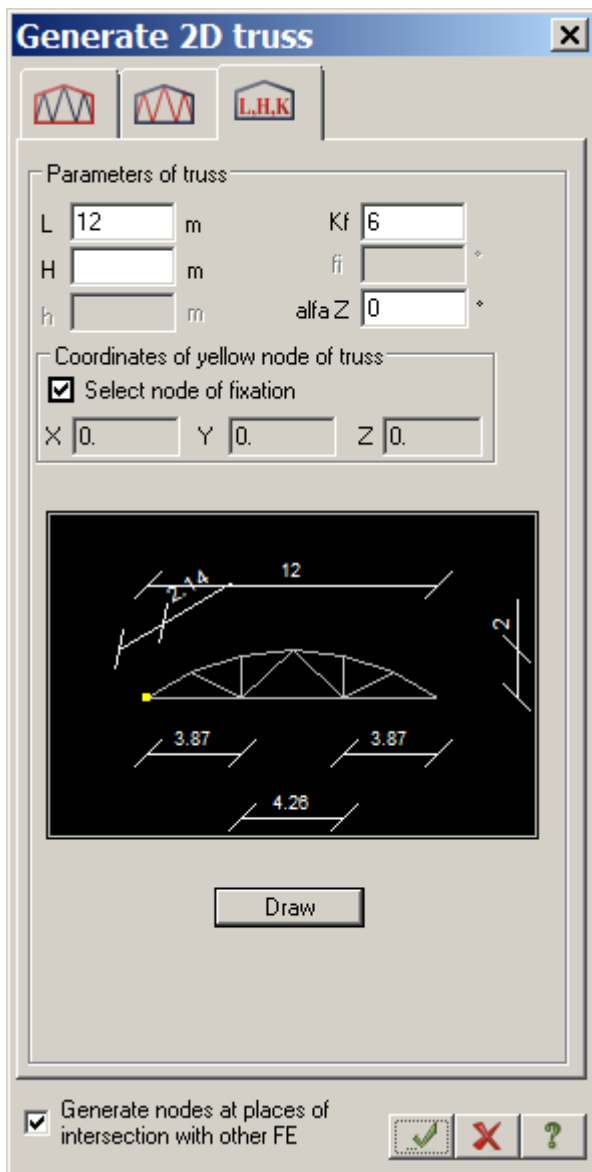 Generate 2D truss
L,H,K
Parameters of truss
L 12 m Kf 6
H m fi °
h m alfa Z 0 °
Coordinates of yellow node of truss
Select node of fixation
X 0. Y 0. Z 0.
12
2.14
2
3.87 3.87
4.26
Draw
Generate nodes at places of
intersection with other FE
?